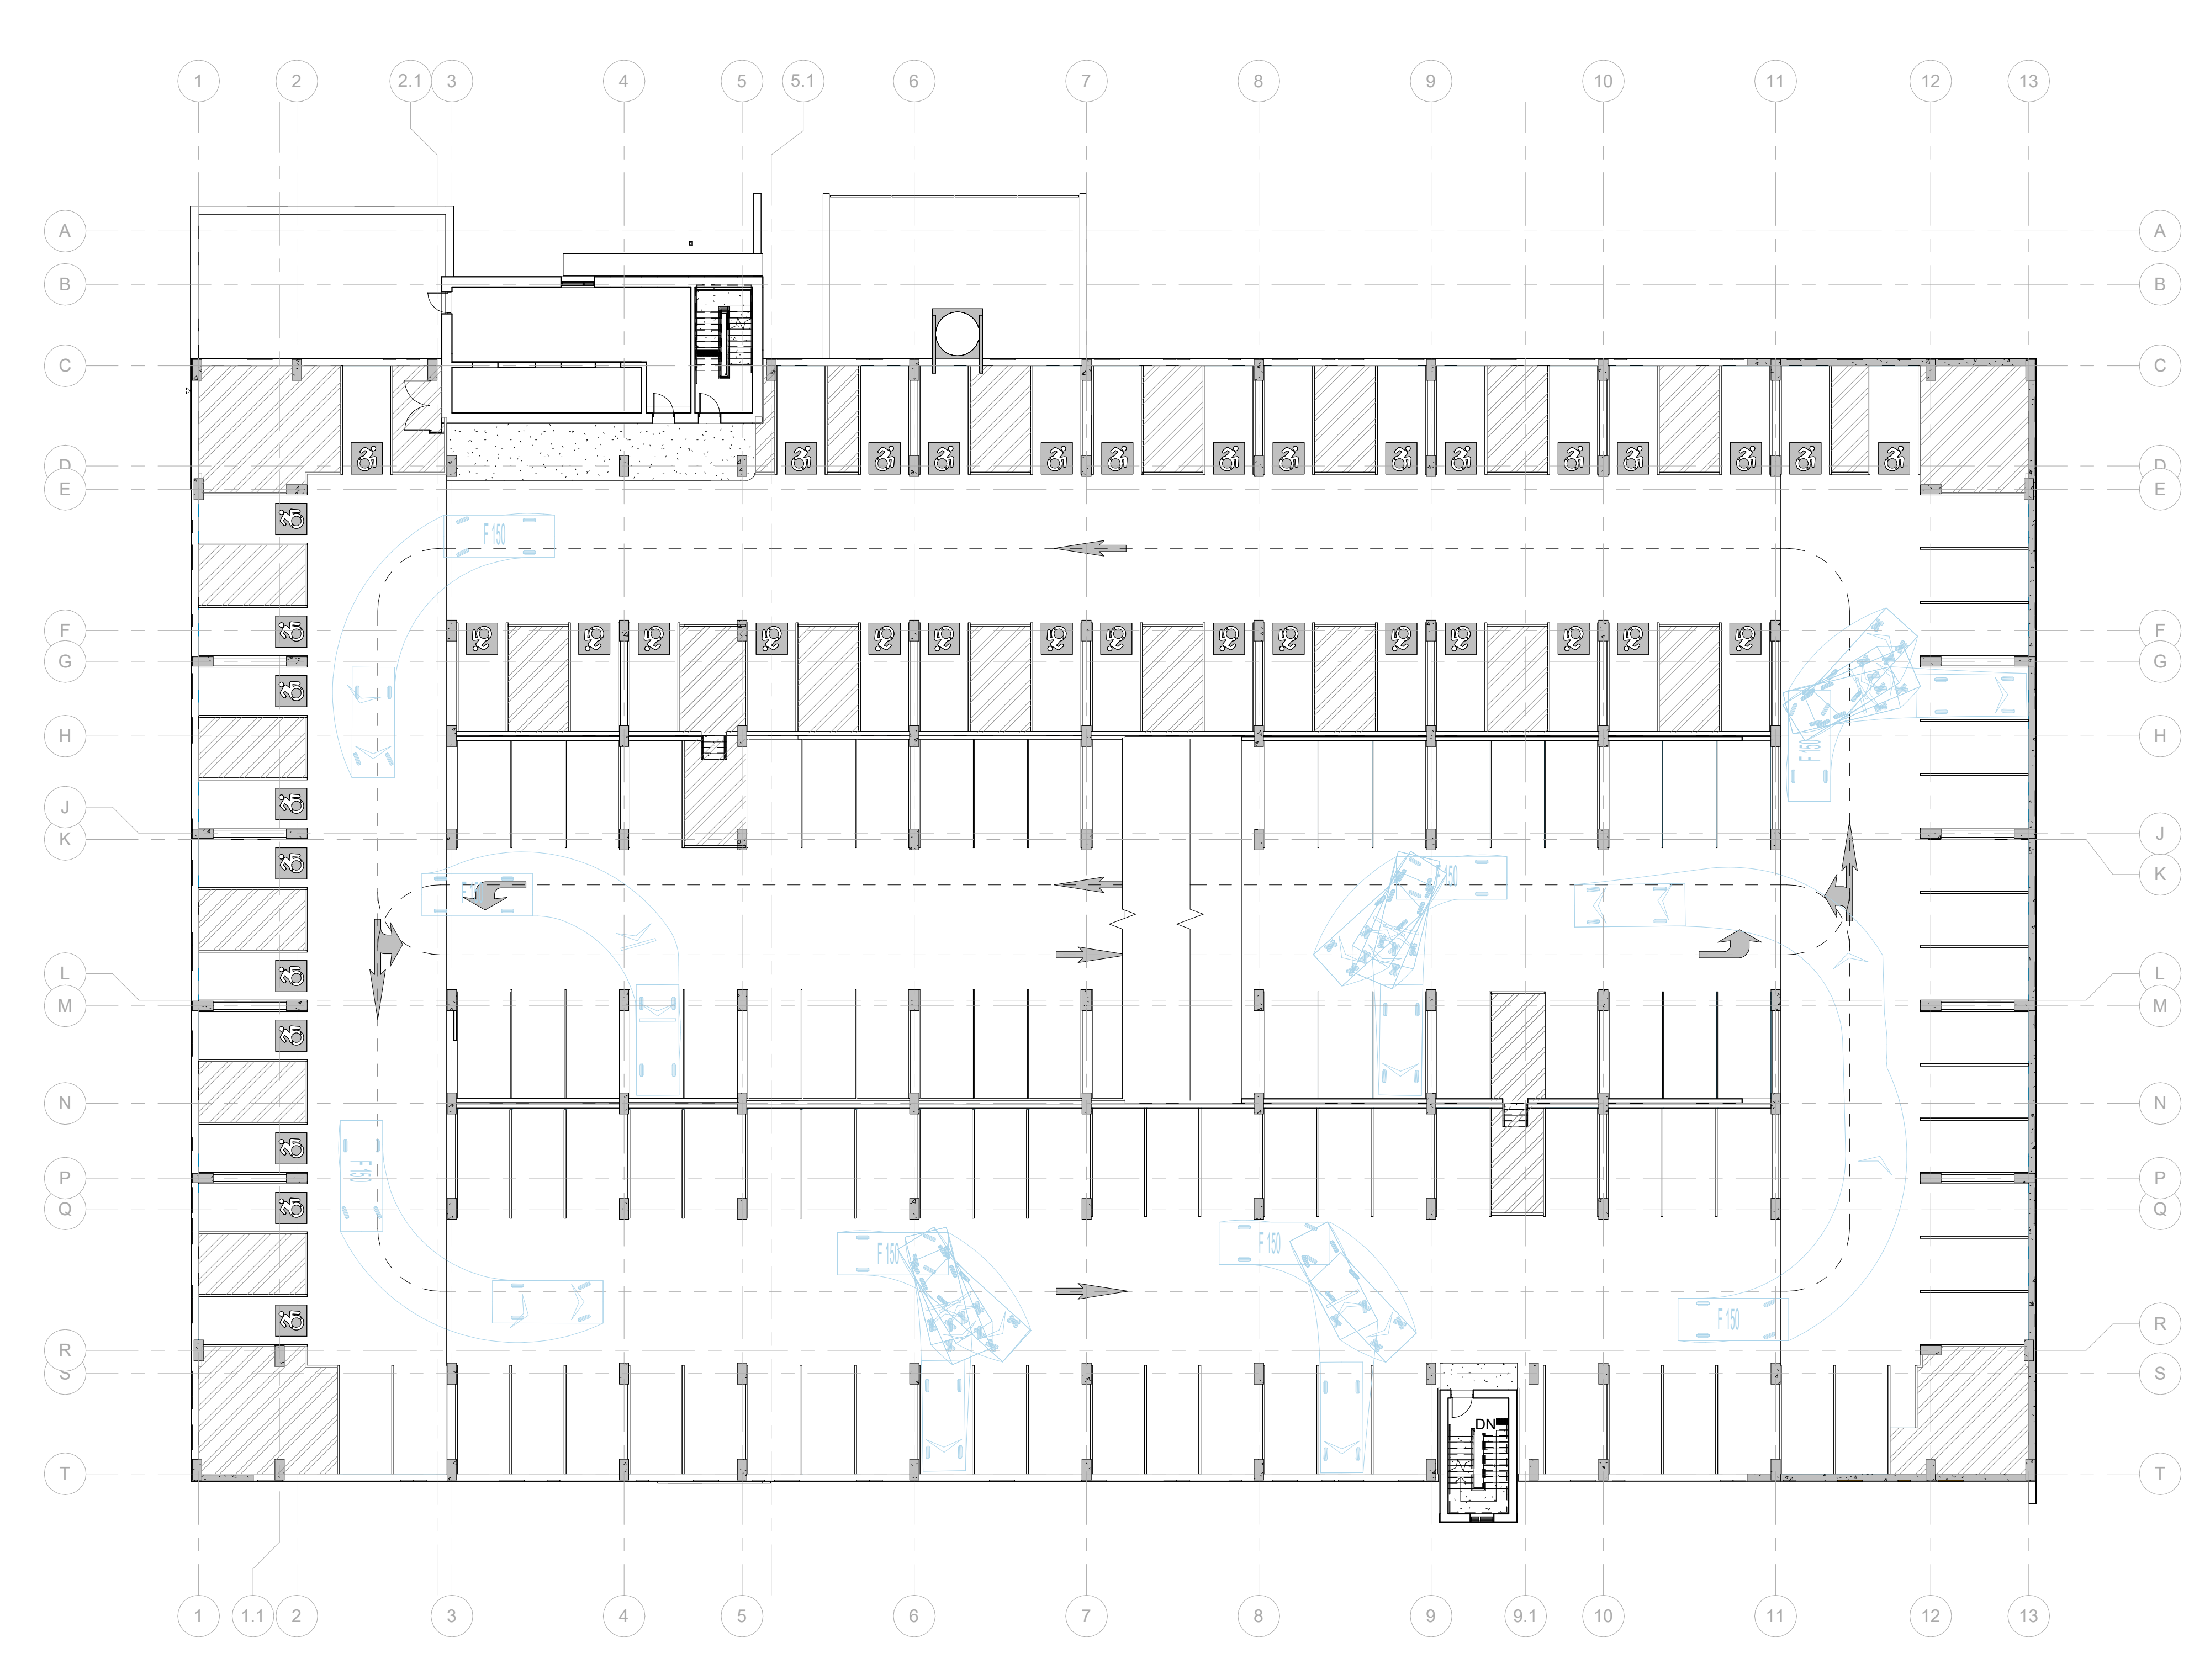 1 2 2.1 3 4 5 5.1 6 7 8 9 10 11 12 13
A A
B B
C C
D D
E E
F 150
F F
G G
H H
F150
J J
K
K
F 150
150
L L
M M
N N
P P
F 150
Q Q
F 150
F 150
F 150
R
R
S S
DN
T T
1 1.1 2 3 4 5 6 7 8 9 9.1 10 11 12 13